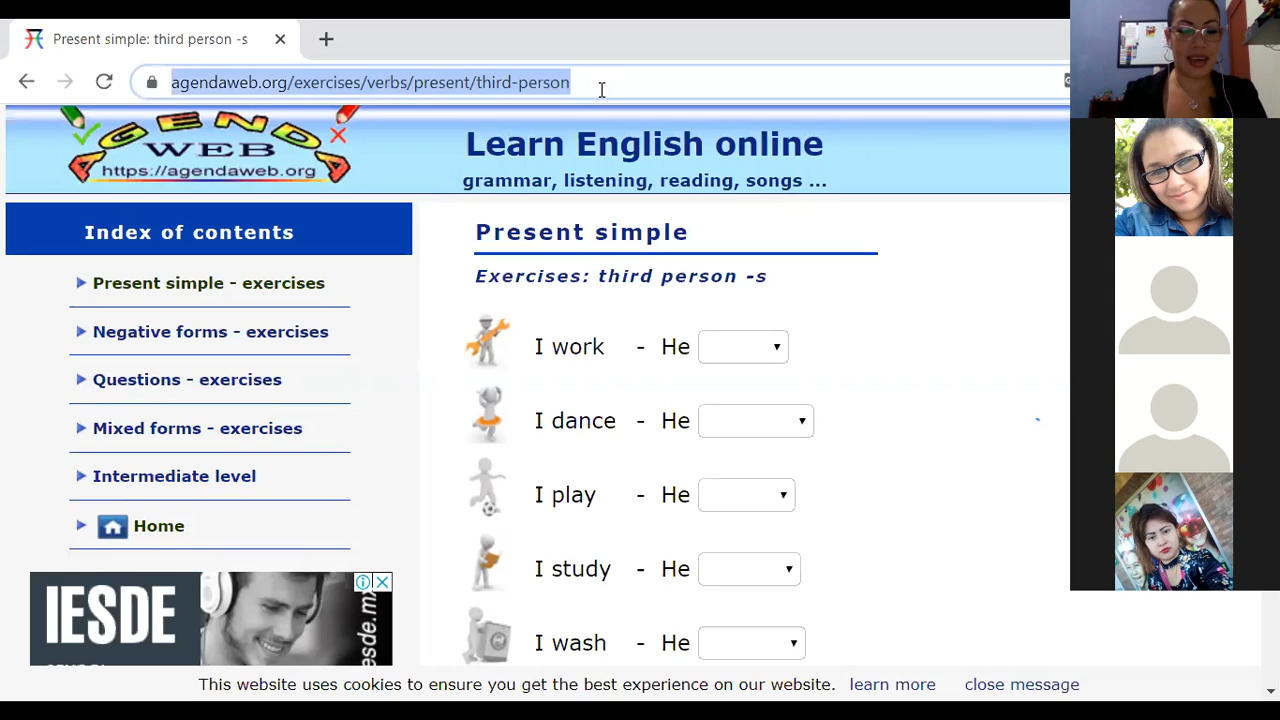 Present simple: third person -s
agendaweb.org/exercises/verbs/present/third-person
AGENDA
WEB
https://agendaweb.org
Learn English online
grammar, listening, reading, songs ...
Index of contents
Present simple - exercises
Negative forms - exercises
Questions - exercises
Mixed forms - exercises
Intermediate level
Home
Present simple
Exercises: third person -s
I work - He
I dance - He
I play - He
I study - He
I wash - He
IESDE
iesde.mx
This website uses cookies to ensure you get the best experience on our website. learn more close message